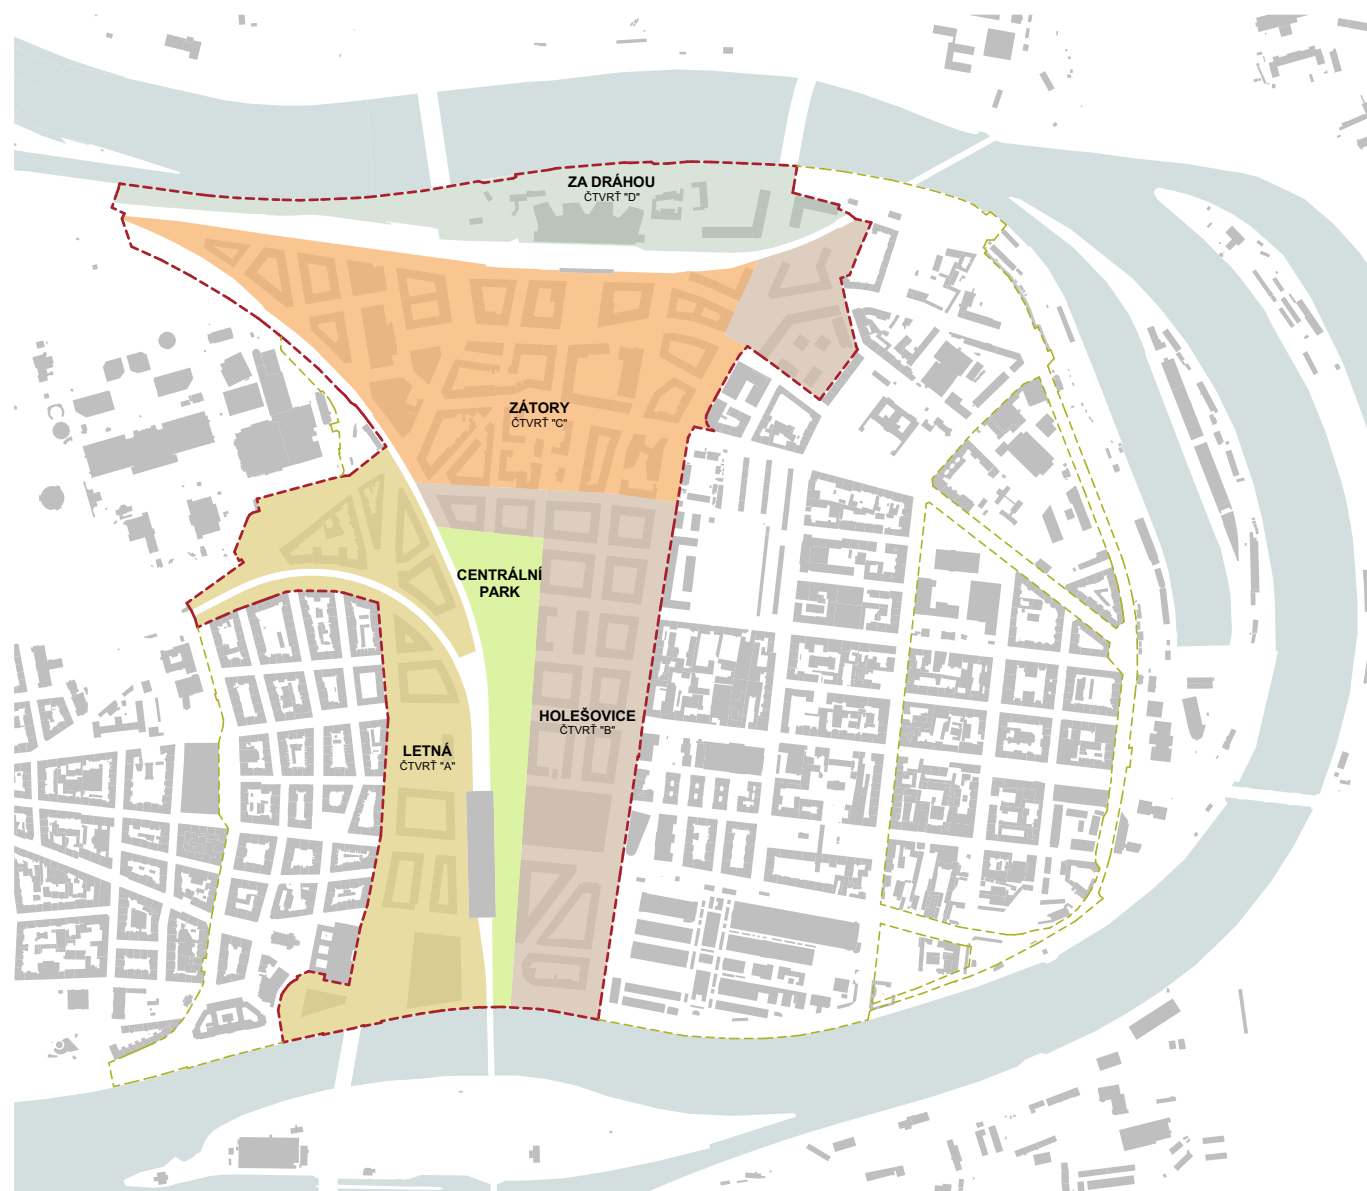 ZA DRÁHOU
ČTVRŤ "D"
ZÁTORY
ČTVRŤ "C"
CENTRÁLNÍ
PARK
HOLEŠOVICE
ČTVRŤ "B"
LETNÁ
ČTVRŤ "A"